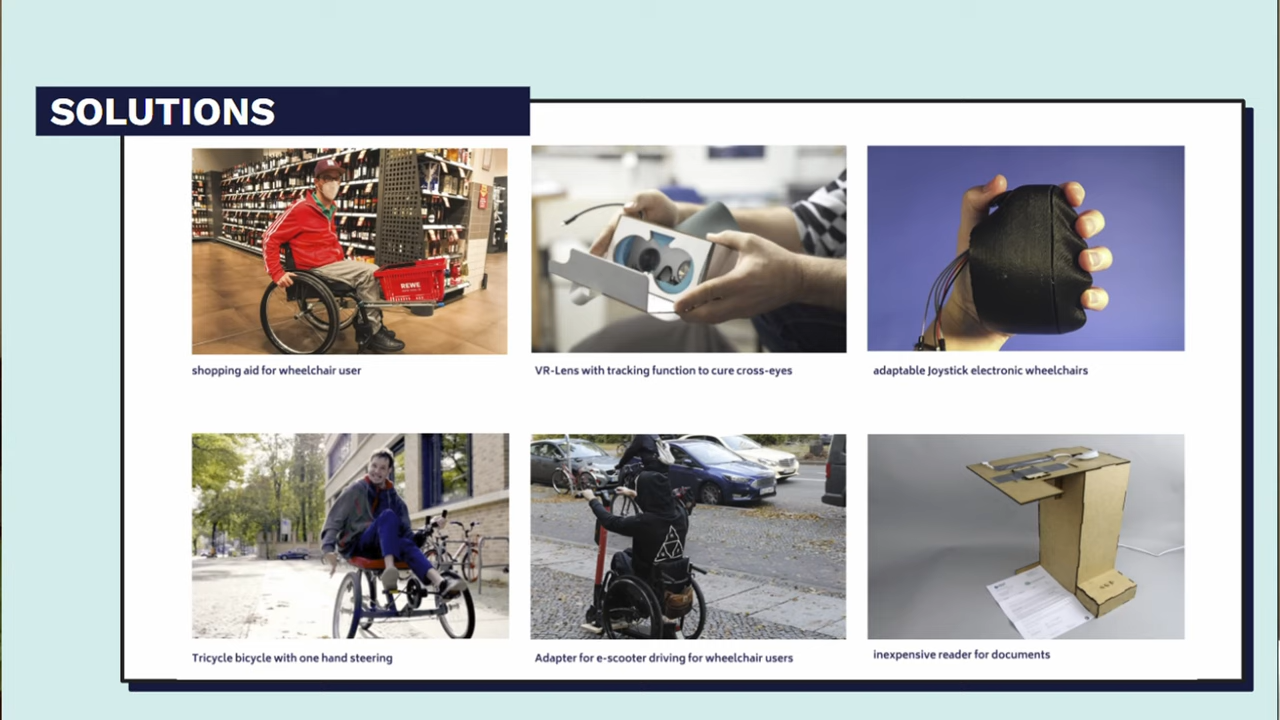 SOLUTIONS
REWE
shopping aid for wheelchair user
VR-Lens with tracking function to cure cross-eyes
adaptable Joystick electronic wheelchairs
Tricycle bicycle with one hand steering
Adapter for e-scooter driving for wheelchair users
inexpensive reader for documents